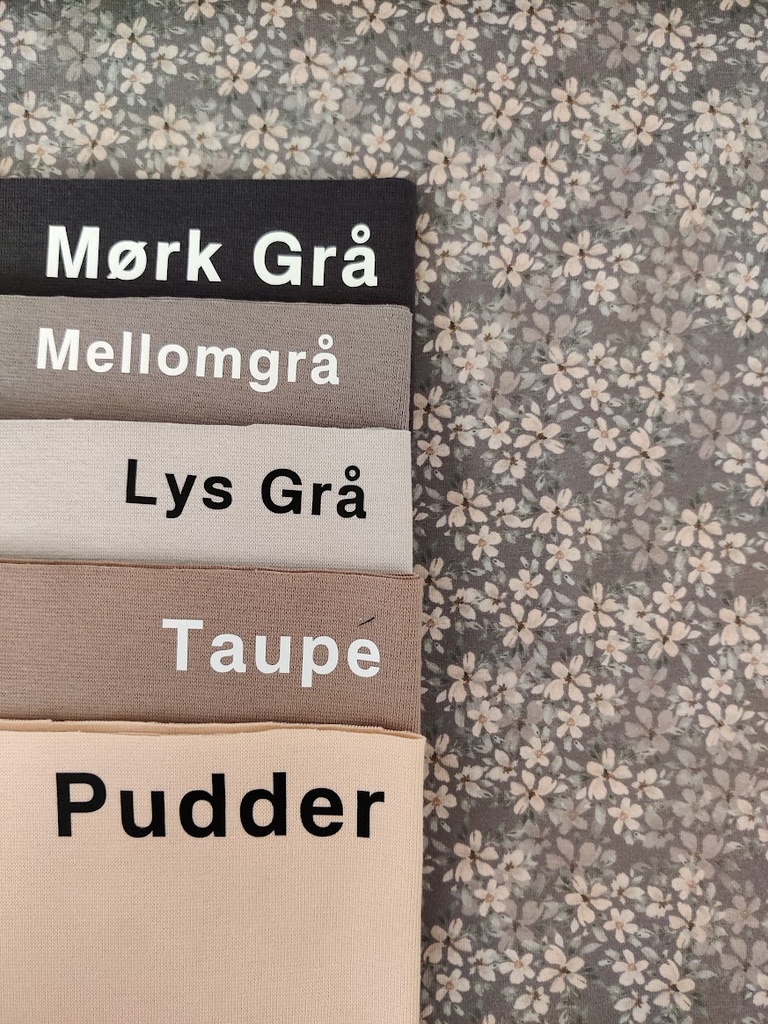 Mørk Grå
Mellomgrå
Lys Grå
Taupe
Pudder